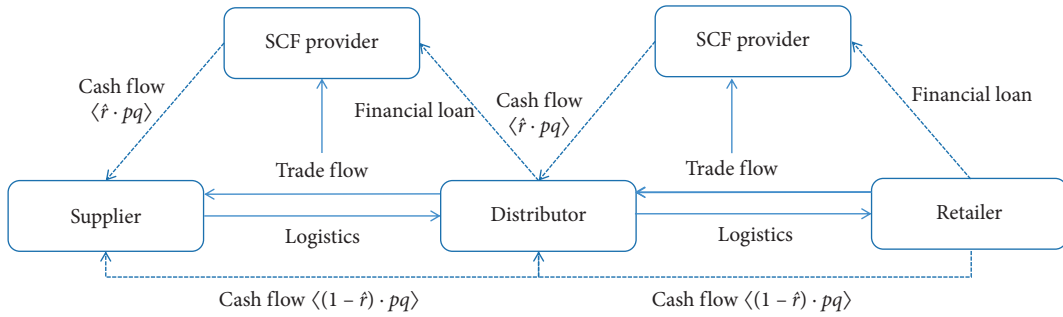 SCF provider
SCF provider
Cash flow
⟨r̂ · pq⟩
Financial loan
Cash flow
⟨r̂ · pq⟩
Financial loan
Trade flow
Trade flow
Supplier
Distributor
Retailer
Logistics
Logistics
Cash flow ⟨(1 – r̂) · pq⟩
Cash flow ⟨(1 – r̂) · pq⟩